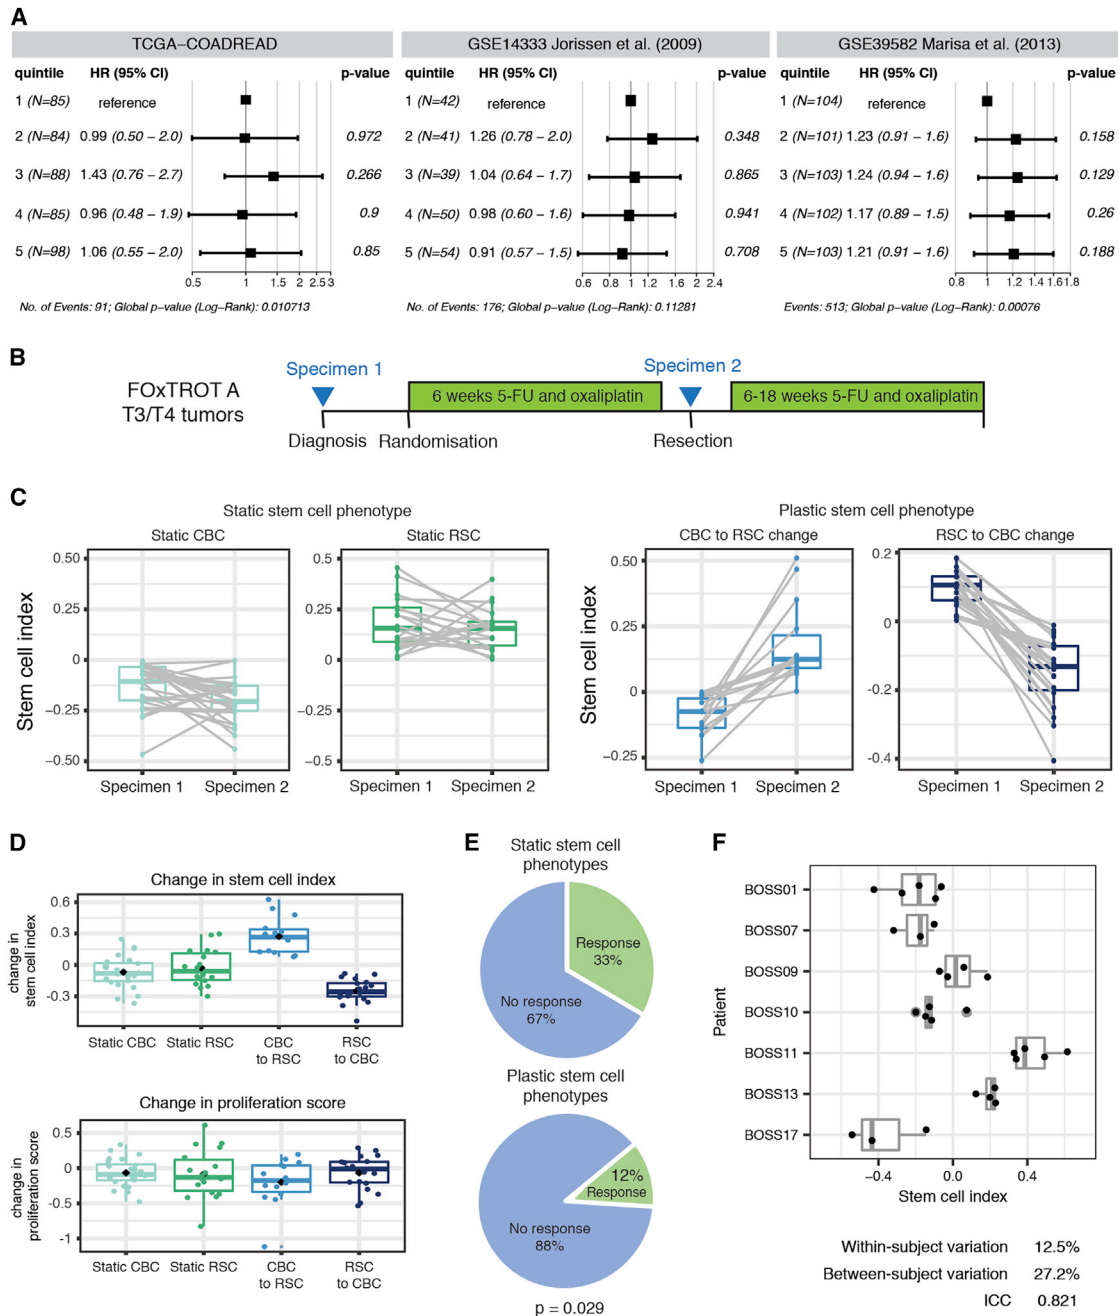 A
TCGA–COADREAD
quintile HR (95% CI) p-value
1 (N=85) reference
2 (N=84) 0.99 (0.50 – 2.0) 0.972
3 (N=88) 1.43 (0.76 – 2.7) 0.266
4 (N=85) 0.96 (0.48 – 1.9) 0.9
5 (N=98) 1.06 (0.55 – 2.0) 0.85
0.5 1 1.5 2 2.5 3
No. of Events: 91; Global p–value (Log–Rank): 0.010713
GSE14333 Jorissen et al. (2009)
quintile HR (95% CI) p-value
1 (N=42) reference
2 (N=41) 1.26 (0.78 – 2.0) 0.348
3 (N=39) 1.04 (0.64 – 1.7) 0.865
4 (N=50) 0.98 (0.60 – 1.6) 0.941
5 (N=54) 0.91 (0.57 – 1.5) 0.708
0.6 0.8 1 1.2 1.6 2 2.4
No. of Events: 176; Global p–value (Log–Rank): 0.11281
GSE39582 Marisa et al. (2013)
quintile HR (95% CI) p-value
1 (N=104) reference
2 (N=101) 1.23 (0.91 – 1.6) 0.158
3 (N=103) 1.24 (0.94 – 1.6) 0.129
4 (N=102) 1.17 (0.89 – 1.5) 0.26
5 (N=103) 1.21 (0.91 – 1.6) 0.188
0.8 1 1.2 1.4 1.6 1.8
Events: 513; Global p–value (Log–Rank): 0.00076
B
FOxTROT A
T3/T4 tumors
Specimen 1
Specimen 2
6 weeks 5-FU and oxaliplatin
6-18 weeks 5-FU and oxaliplatin
Diagnosis
Randomisation
Resection
C
Static stem cell phenotype
Static CBC
Stem cell index
0.50
0.25
0
−0.25
−0.50
Specimen 1 Specimen 2
Static RSC
0.5
0.25
0
−0.25
−0.5
Specimen 1 Specimen 2
Plastic stem cell phenotype
CBC to RSC change
Stem cell index
0.50
0.25
0
−0.25
Specimen 1 Specimen 2
RSC to CBC change
0.2
0
−0.2
−0.4
Specimen 1 Specimen 2
D
Change in stem cell index
change in
stem cell index
0.6
0.3
0
−0.3
Static CBC Static RSC CBC
to RSC
RSC
to CBC
Change in proliferation score
change in
proliferation score
0.5
0
−0.5
-1
Static CBC Static RSC CBC
to RSC
RSC
to CBC
E
Static stem cell
phenotypes
Response
33%
No response
67%
Plastic stem cell
phenotypes
12%
Response
No response
88%
p = 0.029
F
Patient
BOSS01
BOSS07
BOSS09
BOSS10
BOSS11
BOSS13
BOSS17
−0.4 0.0 0.4
Stem cell index
Within-subject variation 12.5%
Between-subject variation 27.2%
ICC 0.821